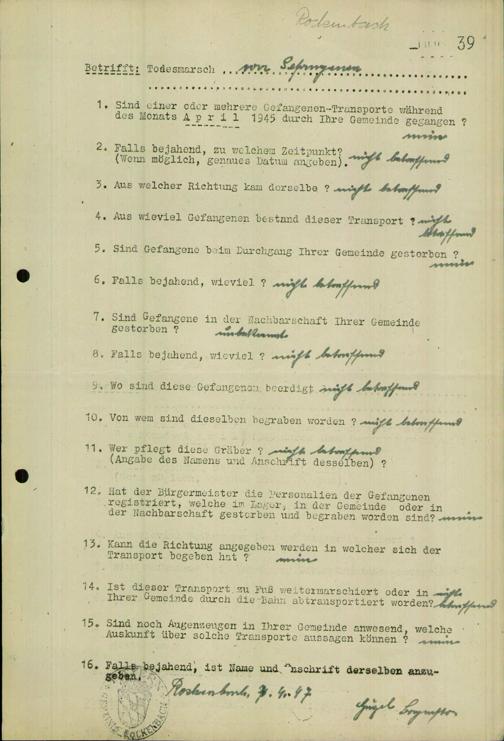 Rockenbach
39
Betrifft: Todesmarsch ..von Gefangenen............
..............................................
1. Sind einer oder mehrere Gefangenen-Transporte während
des Monats April 1945 durch Ihre Gemeinde gegangen ?
nein
2. Falls bejahend, zu welchem Zeitpunkt?
(Wenn möglich, genaues Datum angeben). nicht betreffend
3. Aus welcher Richtung kam derselbe ? nicht betreffend
4. Aus wieviel Gefangenen bestand dieser Transport ? nicht
betreffend
5. Sind Gefangene beim Durchgang Ihrer Gemeinde gestorben ?
nein
6. Falls bejahend, wieviel ? nicht betreffend
7. Sind Gefangene in der Nachbarschaft Ihrer Gemeinde
gestorben ? unbekannt
8. Falls bejahend, wieviel ? nicht betreffend
9. Wo sind diese Gefangenen beerdigt nicht betreffend
10. Von wem sind dieselben begraben worden ? nicht betreffend
11. Wer pflegt diese Gräber ? nicht betreffend
(Angabe des Namens und Anschrift desselben) ?
12. Hat der Bürgermeister die Personalien der Gefangenen
registriert, welche im Lager, in der Gemeinde oder in
der Nachbarschaft gestorben und begraben worden sind? nein
13. Kann die Richtung angegeben werden in welcher sich der
Transport begeben hat ? nein
14. Ist dieser Transport zu Fuß weitermarschiert oder in nicht
Ihrer Gemeinde durch die Bahn abtransportiert worden? betreffend
15. Sind noch Augenzeugen in Ihrer Gemeinde anwesend, welche
Auskunft über solche Transporte aussagen können ? nein
16. Falls bejahend, ist Name und Anschrift derselben anzu-
geben.
Rockenbach, 7.4.47
ROCKENBACH